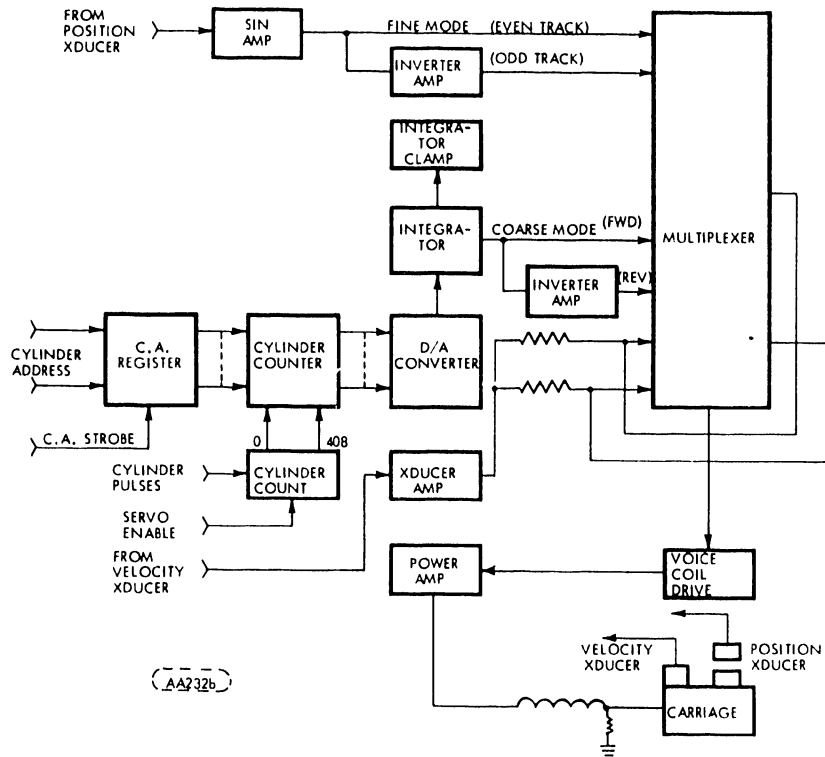 FROM
POSITION
XDUCER
SIN
AMP
FINE MODE (EVEN TRACK)
INVERTER
AMP
(ODD TRACK)
INTEGRA-
TOR
CLAMP
INTEGRA-
TOR
COARSE MODE (FWD)
MULTIPLEXER
INVERTER
AMP
(REV)
CYLINDER
ADDRESS
C.A.
REGISTER
CYLINDER
COUNTER
D/A
CONVERTER
C.A. STROBE
0
408
CYLINDER
PULSES
CYLINDER
COUNT
XDUCER
AMP
SERVO
ENABLE
FROM
VELOCITY
XDUCER
POWER
AMP
VOICE
COIL
DRIVE
VELOCITY
XDUCER
POSITION
XDUCER
CARRIAGE
AA232b